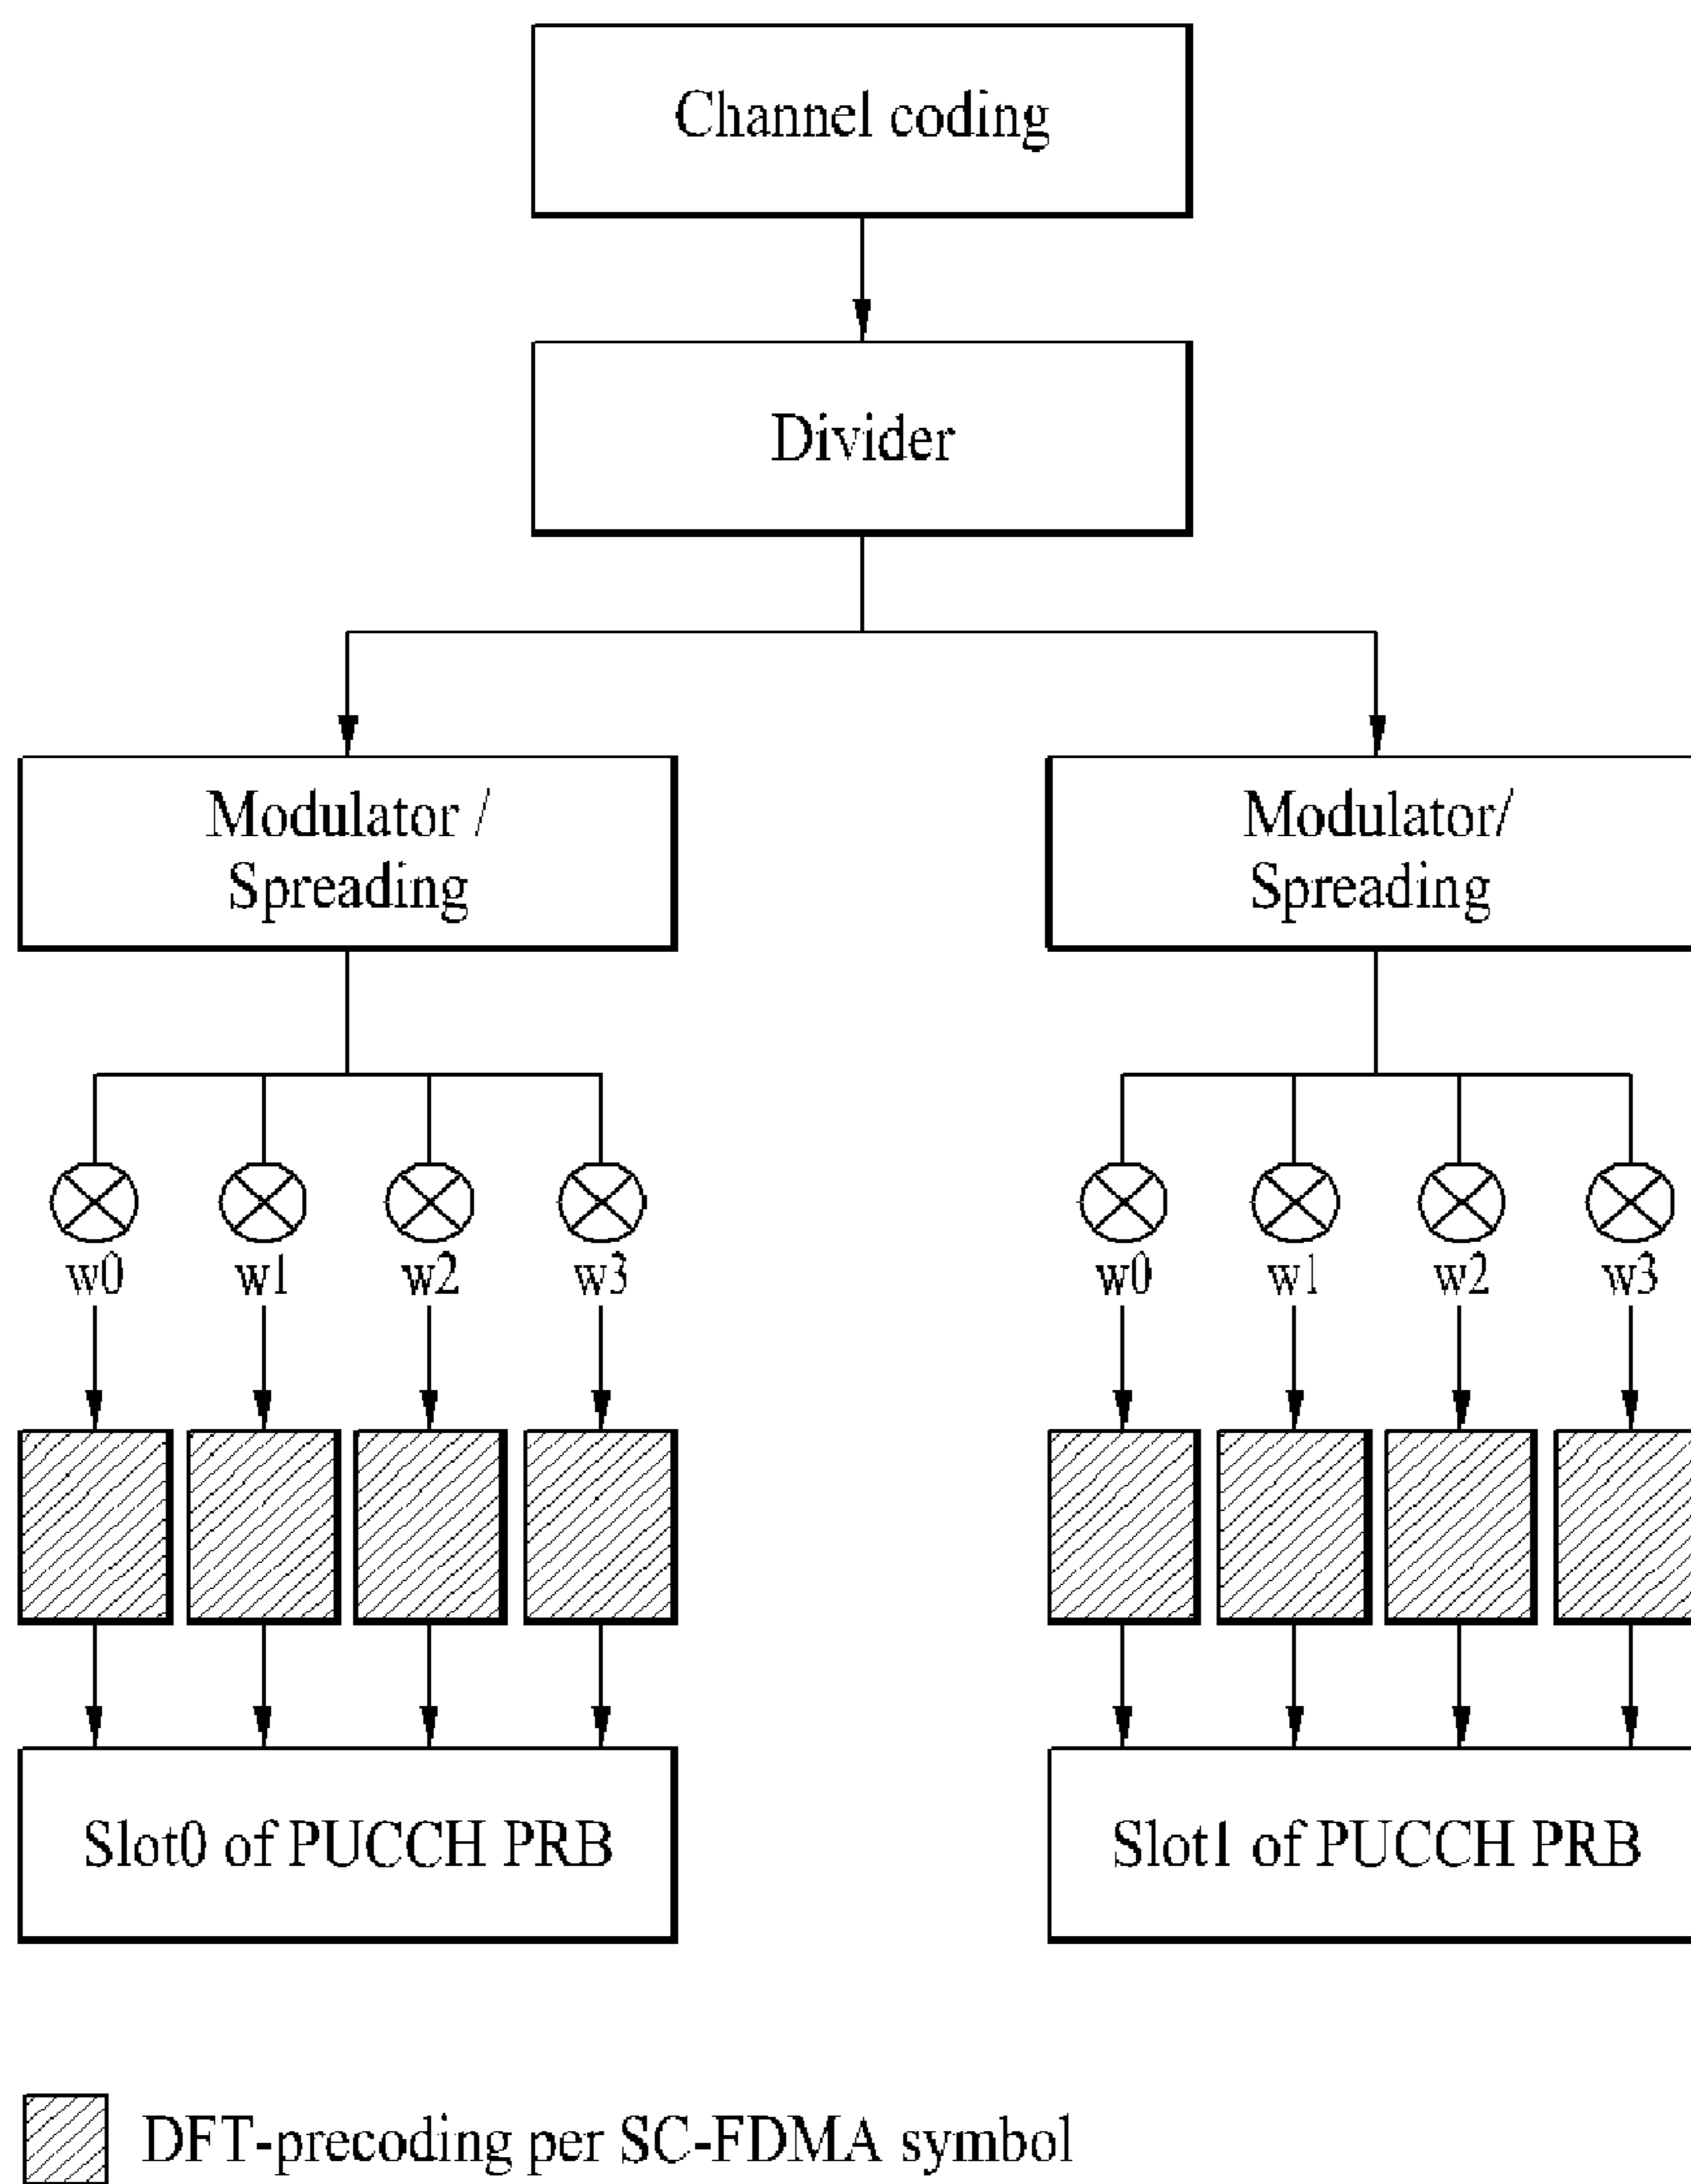 Channel coding
Divider
Modulator /
Spreading
Modulator/
Spreading
w0 w1 w2 w3
w0 w1 w2 w3
Slot0 of PUCCH PRB
Slot1 of PUCCH PRB
DFT-precoding per SC-FDMA symbol